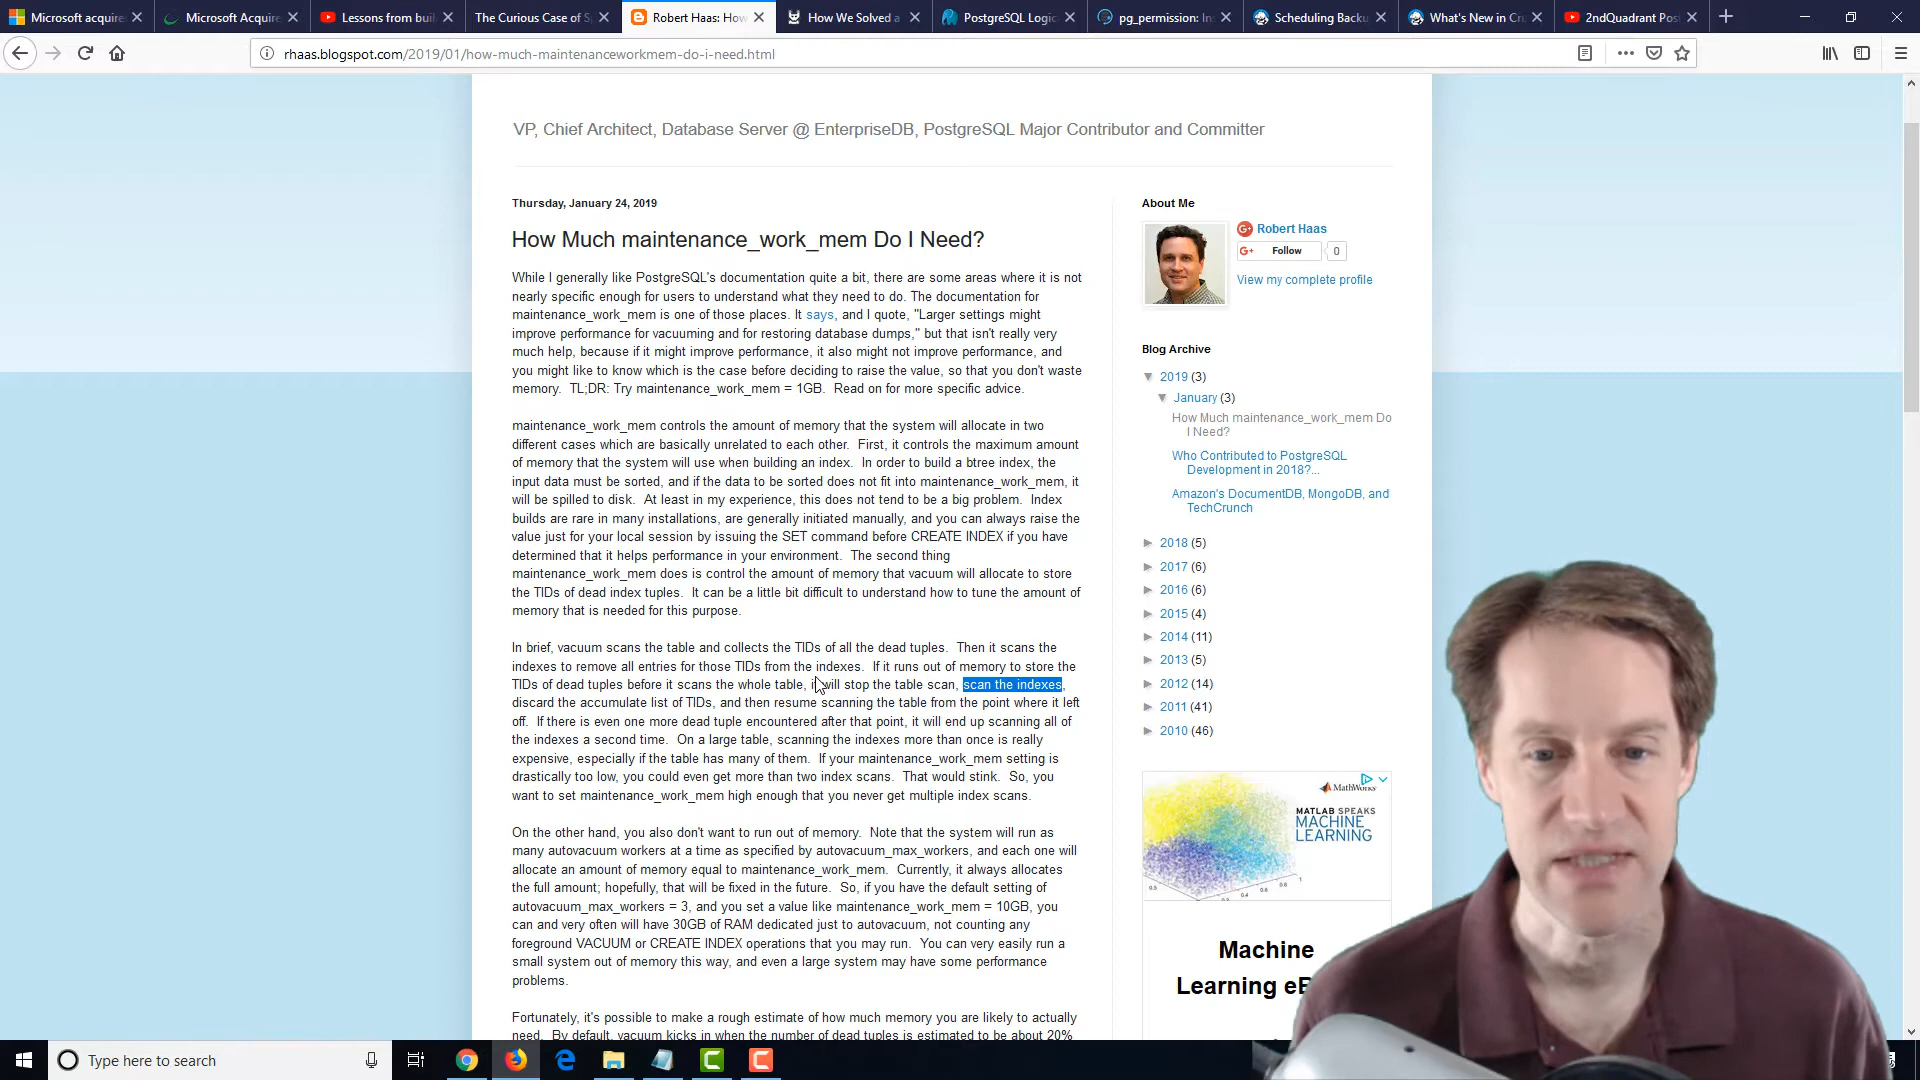 Microsoft acquire
Microsoft Acquire
Lessons from buil
The Curious Case of S
Robert Haas: How
How We Solved a
PostgreSQL Logic
pg_permission: In
Scheduling Backu
What's New in Cr
2ndQuadrant Pos
rhaas.blogspot.com/2019/01/how-much-maintenanceworkmem-do-i-need.html
VP, Chief Architect, Database Server @ EnterpriseDB, PostgreSQL Major Contributor and Committer
Thursday, January 24, 2019
How Much maintenance_work_mem Do I Need?
While I generally like PostgreSQL's documentation quite a bit, there are some areas where it is not
nearly specific enough for users to understand what they need to do. The documentation for
maintenance_work_mem is one of those places. It says, and I quote, "Larger settings might
improve performance for vacuuming and for restoring database dumps," but that isn't really very
much help, because if it might improve performance, it also might not improve performance, and
you might like to know which is the case before deciding to raise the value, so that you don't waste
memory. TL;DR: Try maintenance_work_mem = 1GB. Read on for more specific advice.
maintenance_work_mem controls the amount of memory that the system will allocate in two
different cases which are basically unrelated to each other. First, it controls the maximum amount
of memory that the system will use when building an index. In order to build a btree index, the
input data must be sorted, and if the data to be sorted does not fit into maintenance_work_mem, it
will be spilled to disk. At least in my experience, this does not tend to be a big problem. Index
builds are rare in many installations, are generally initiated manually, and you can always raise the
value just for your local session by issuing the SET command before CREATE INDEX if you have
determined that it helps performance in your environment. The second thing
maintenance_work_mem does is control the amount of memory that vacuum will allocate to store
the TIDs of dead index tuples. It can be a little bit difficult to understand how to tune the amount of
memory that is needed for this purpose.
In brief, vacuum scans the table and collects the TIDs of all the dead tuples. Then it scans the
indexes to remove all entries for those TIDs from the indexes. If it runs out of memory to store the
TIDs of dead tuples before it scans the whole table, it will stop the table scan, scan the indexes,
discard the accumulate list of TIDs, and then resume scanning the table from the point where it left
off. If there is even one more dead tuple encountered after that point, it will end up scanning all of
the indexes a second time. On a large table, scanning the indexes more than once is really
expensive, especially if the table has many of them. If your maintenance_work_mem setting is
drastically too low, you could even get more than two index scans. That would stink. So, you
want to set maintenance_work_mem high enough that you never get multiple index scans.
On the other hand, you also don't want to run out of memory. Note that the system will run as
many autovacuum workers at a time as specified by autovacuum_max_workers, and each one will
allocate an amount of memory equal to maintenance_work_mem. Currently, it always allocates
the full amount; hopefully, that will be fixed in the future. So, if you have the default setting of
autovacuum_max_workers = 3, and you set a value like maintenance_work_mem = 10GB, you
can and very often will have 30GB of RAM dedicated just to autovacuum, not counting any
foreground VACUUM or CREATE INDEX operations that you may run. You can very easily run a
small system out of memory this way, and even a large system may have some performance
problems.
Fortunately, it's possible to make a rough estimate of how much memory you are likely to actually
need. By default, vacuum kicks in when the number of dead tuples is estimated to be about 20%
About Me
Robert Haas
Follow
0
View my complete profile
Blog Archive
▼ 2019 (3)
▼ January (3)
How Much maintenance_work_mem Do
I Need?
Who Contributed to PostgreSQL
Development in 2018?...
Amazon's DocumentDB, MongoDB, and
TechCrunch
► 2018 (5)
► 2017 (6)
► 2016 (6)
► 2015 (4)
► 2014 (11)
► 2013 (5)
► 2012 (14)
► 2011 (41)
► 2010 (46)
MathWorks
MATLAB SPEAKS
MACHINE
LEARNING
Machine
Learning eB
Type here to search